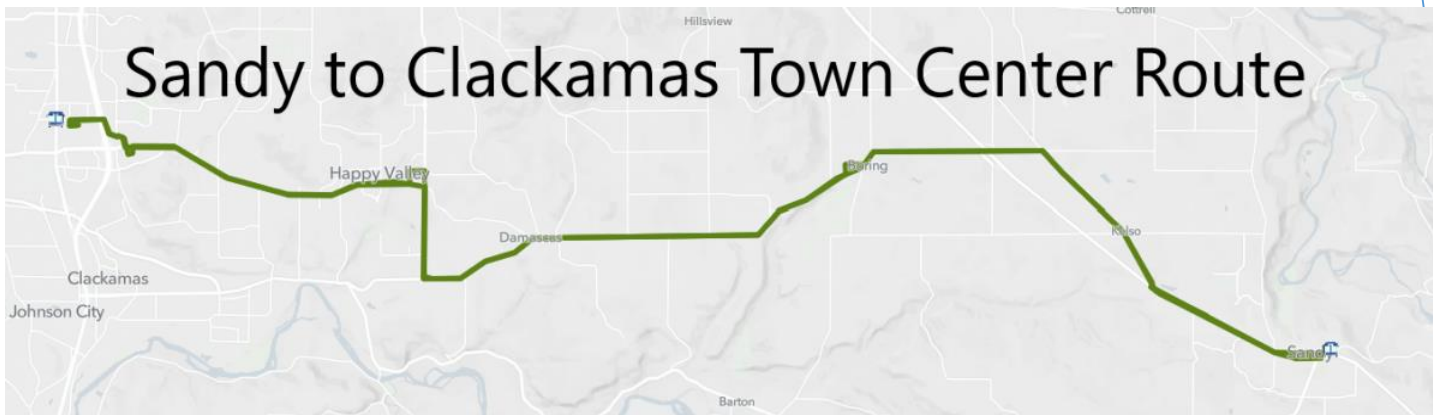 Hillsview
Cottrell
Sandy to Clackamas Town Center Route
Happy Valley
Boring
Damascus
Kelso
Clackamas
Johnson City
Sandy
Barton